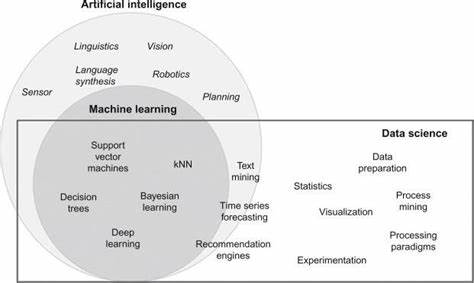 Artificial intelligence
Linguistics
Vision
Language
synthesis
Robotics
Sensor
Planning
Machine learning
Data science
Support
vector
machines
kNN
Text
mining
Data
preparation
Statistics
Decision
trees
Bayesian
learning
Time series
forecasting
Visualization
Process
mining
Deep
learning
Recommendation
engines
Processing
paradigms
Experimentation